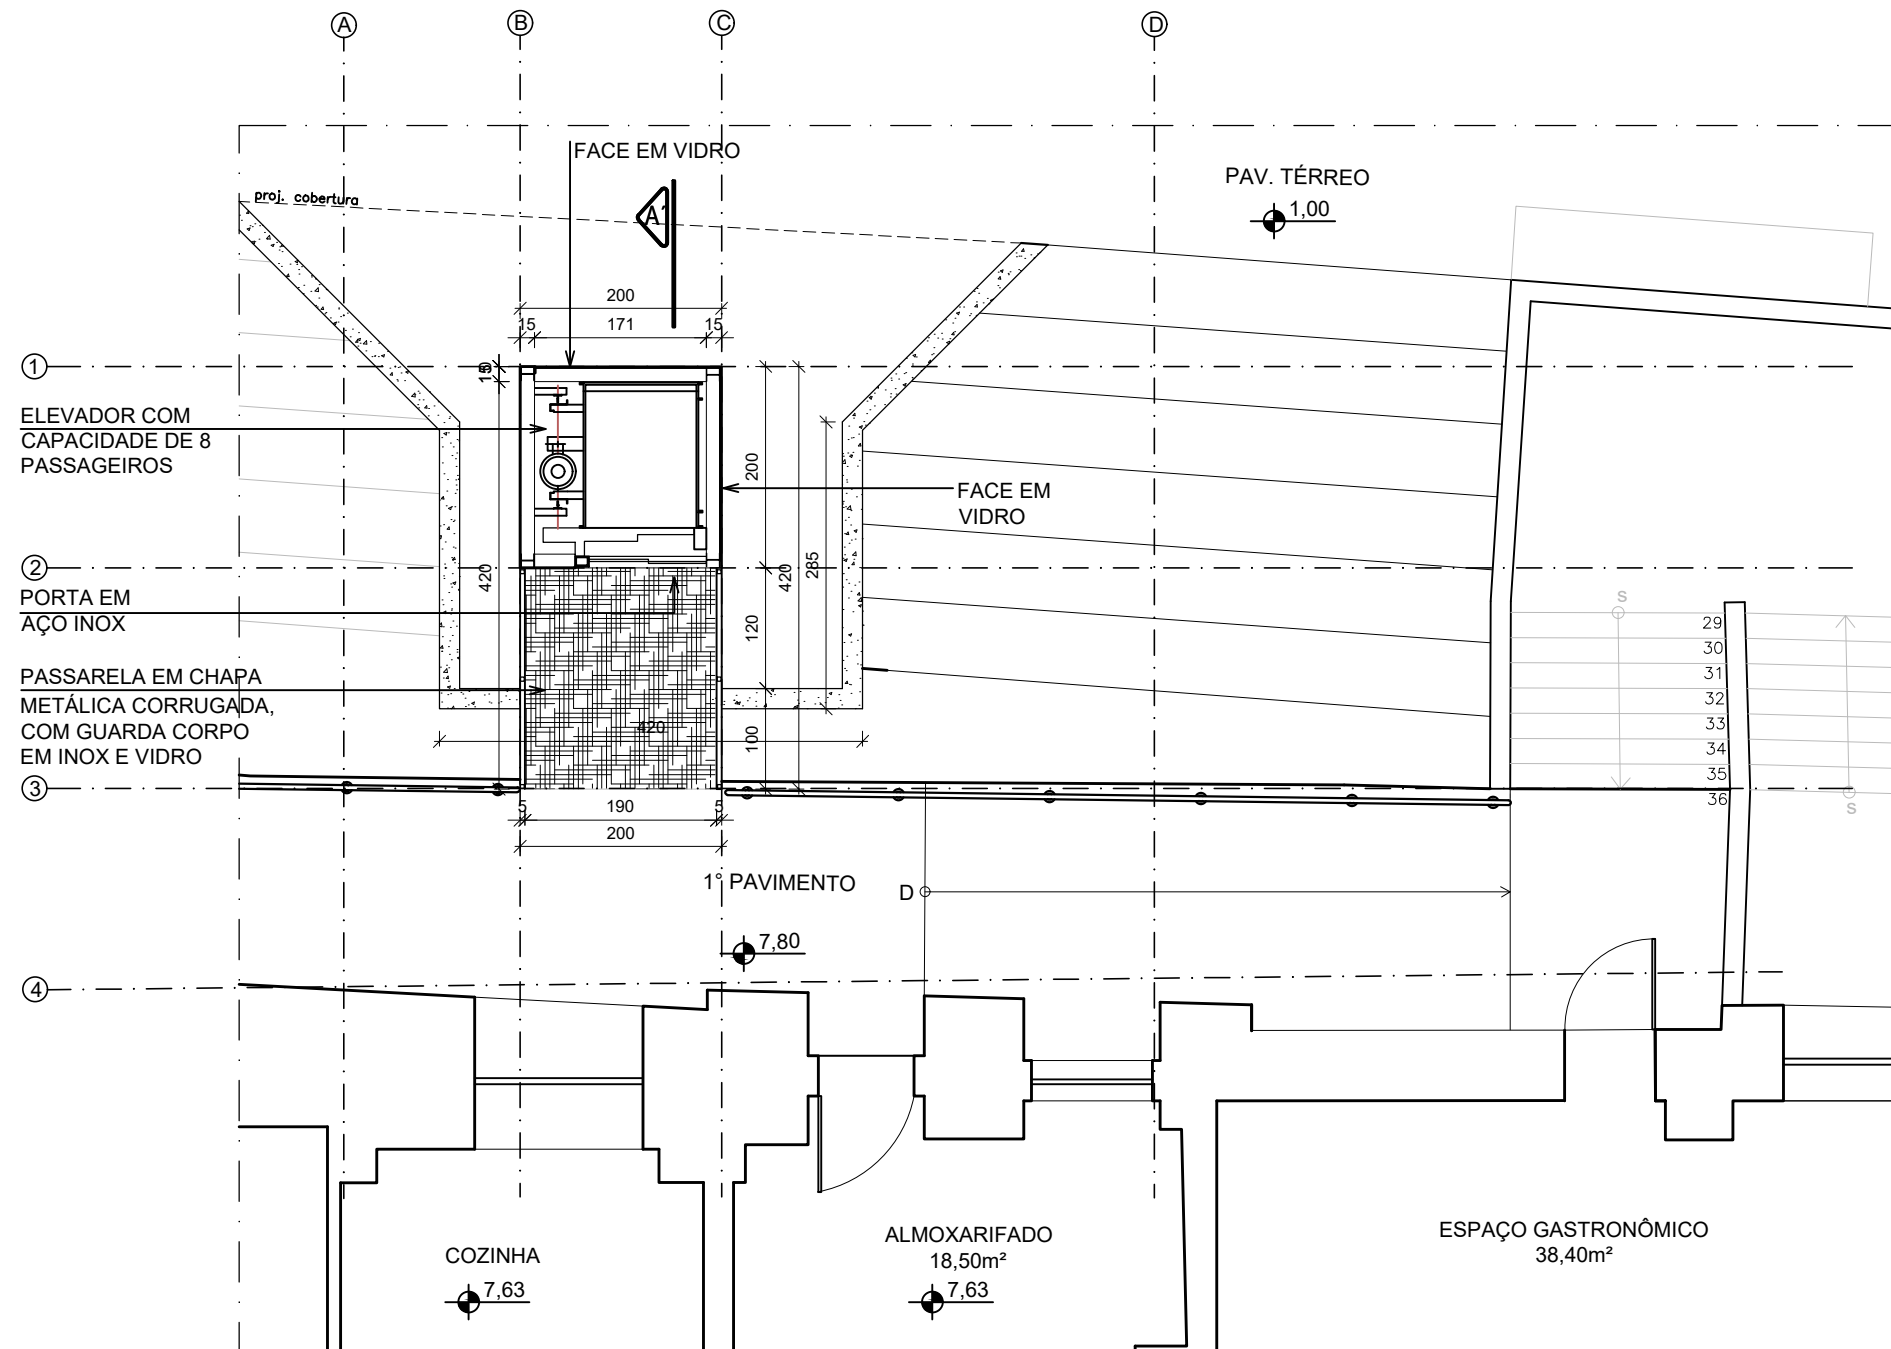 A
B
C
D
FACE EM VIDRO
PAV. TÉRREO
1,00
proj. cobertura
A'
200
15
171
15
1
15
ELEVADOR COM
CAPACIDADE DE 8
PASSAGEIROS
200
FACE EM
VIDRO
2
420
420
285
PORTA EM
AÇO INOX
120
S
29
30
31
32
33
34
35
36
S
PASSARELA EM CHAPA
METÁLICA CORRUGADA,
COM GUARDA CORPO
EM INOX E VIDRO
420
100
3
5
190
5
200
1° PAVIMENTO
D
7,80
4
COZINHA
7,63
ALMOXARIFADO
18,50m²
7,63
ESPAÇO GASTRONÔMICO
38,40m²